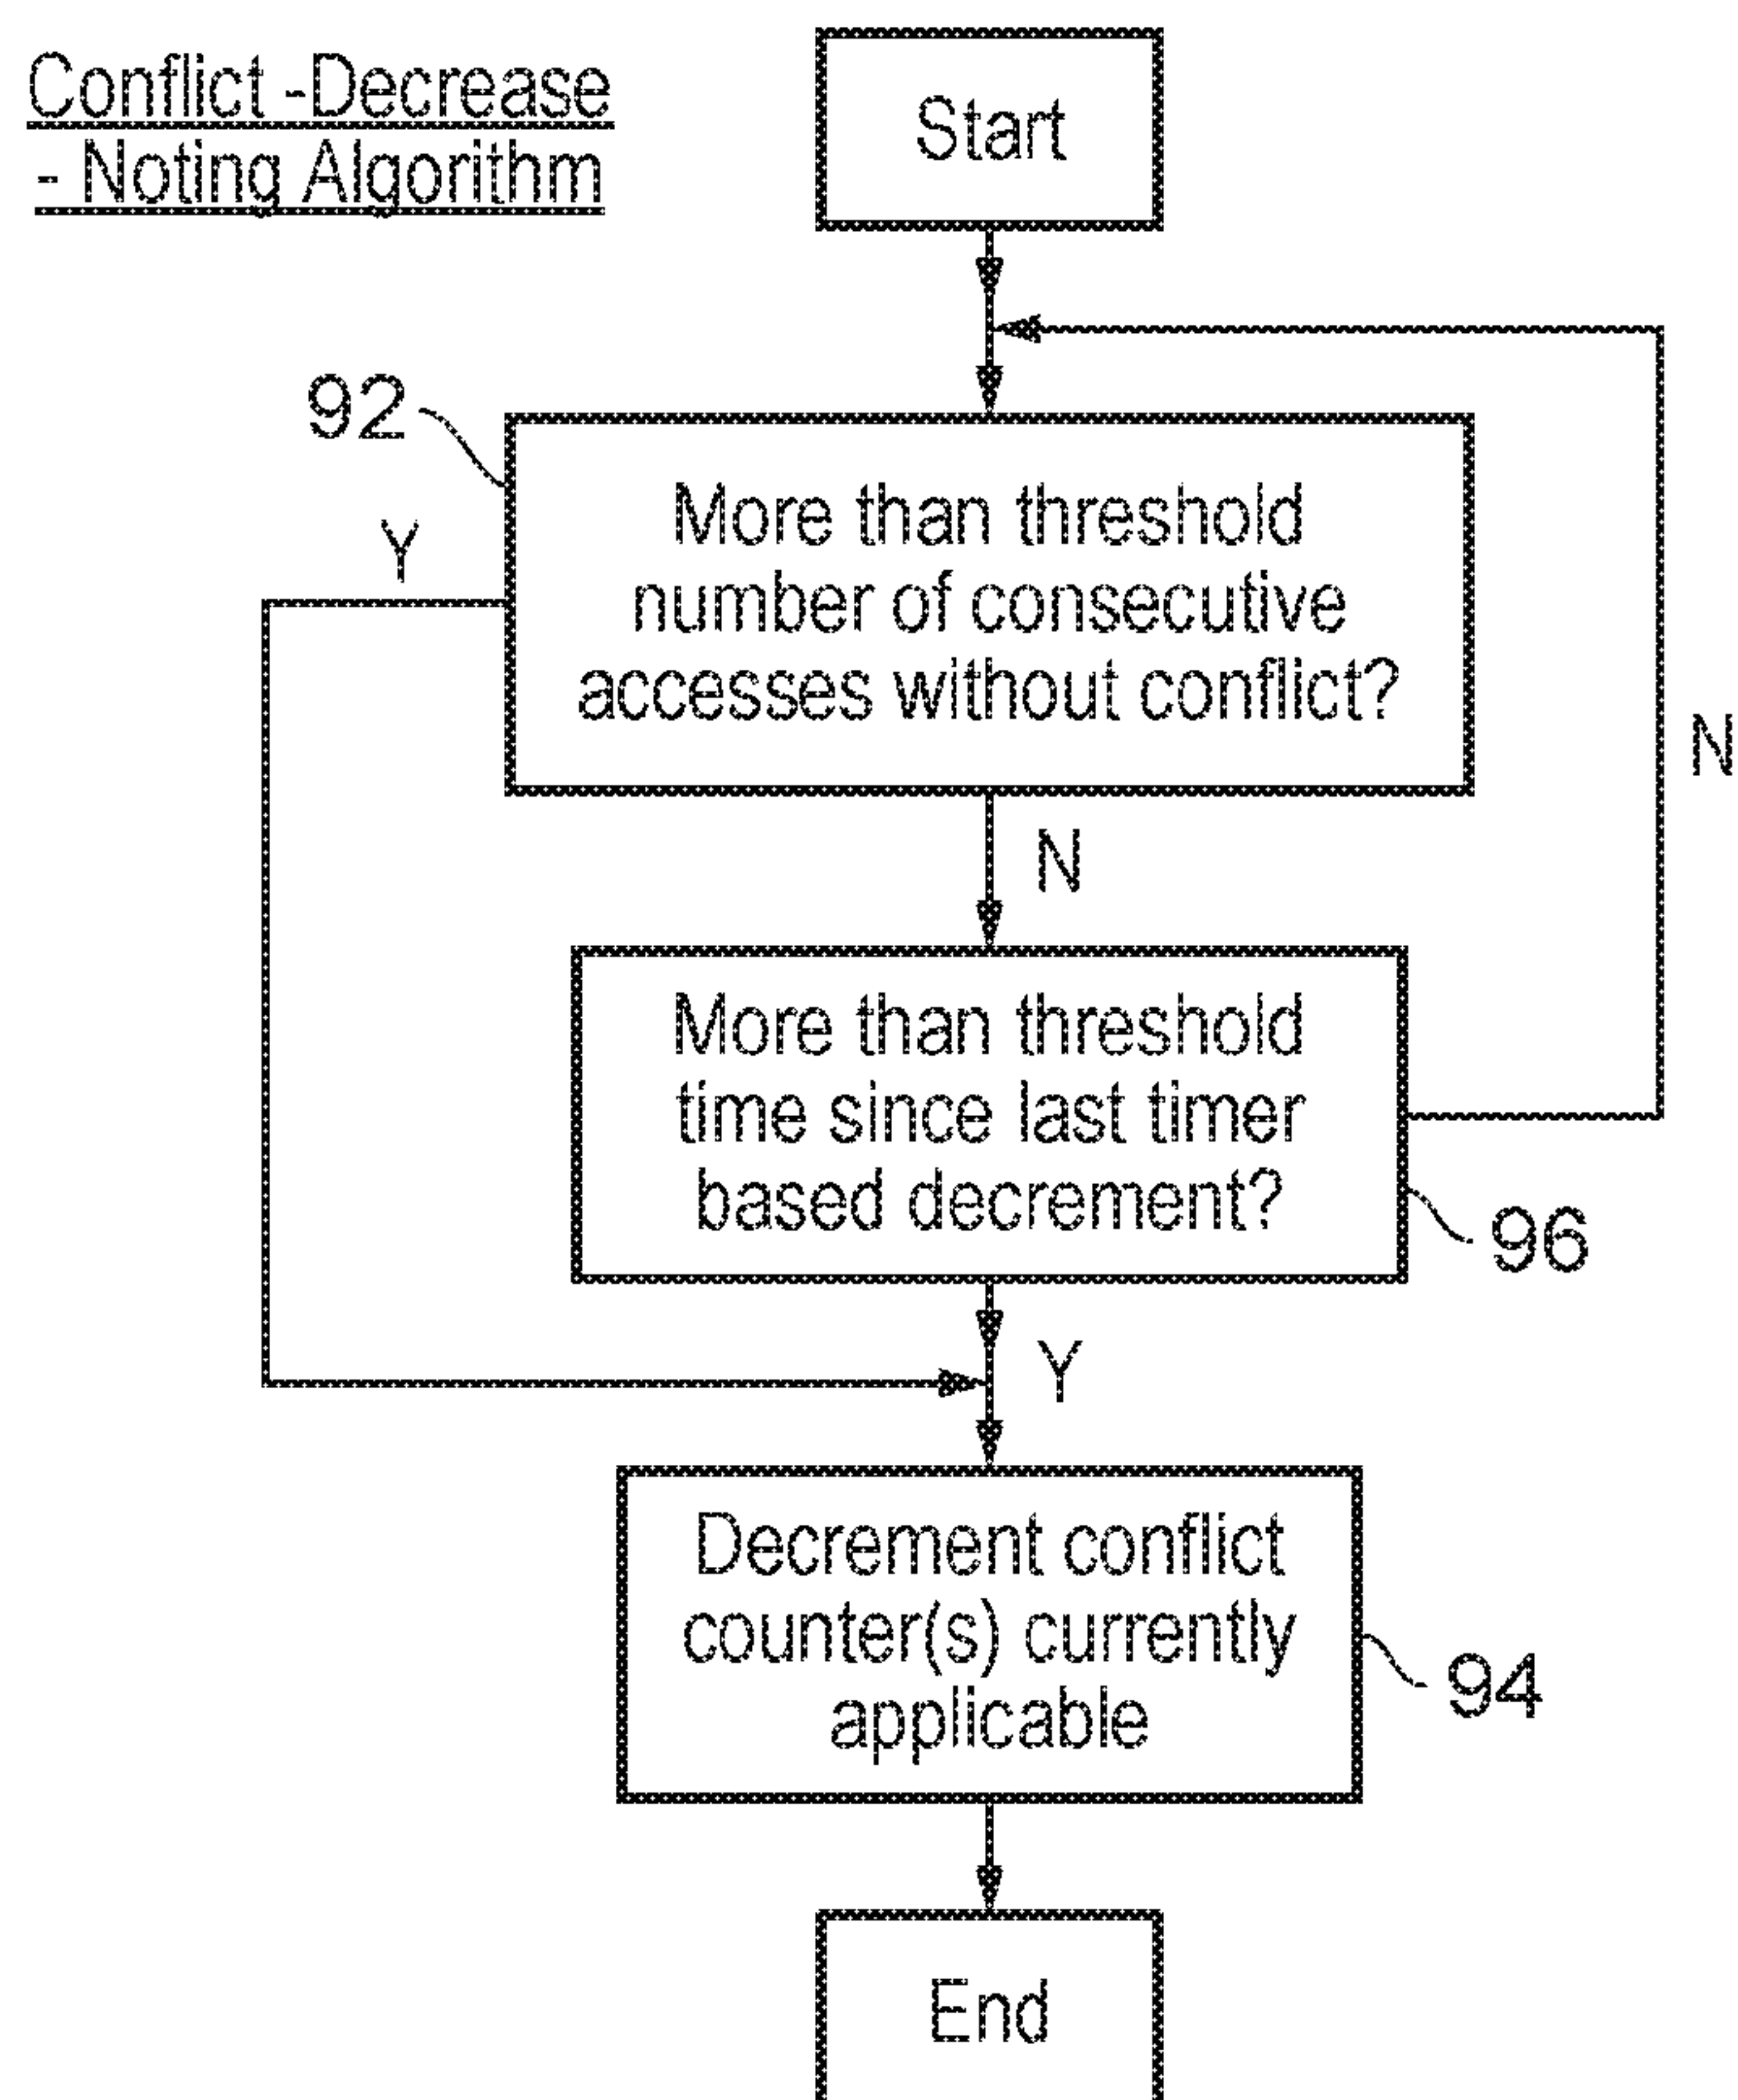 Conflict -Decrease
- Noting Algorithm
Start
92
More than threshold
number of consecutive
accesses without conflict?
Y
N
N
More than threshold
time since last timer
based decrement?
96
Y
Decrement conflict
counter(s) currently
applicable
94
End